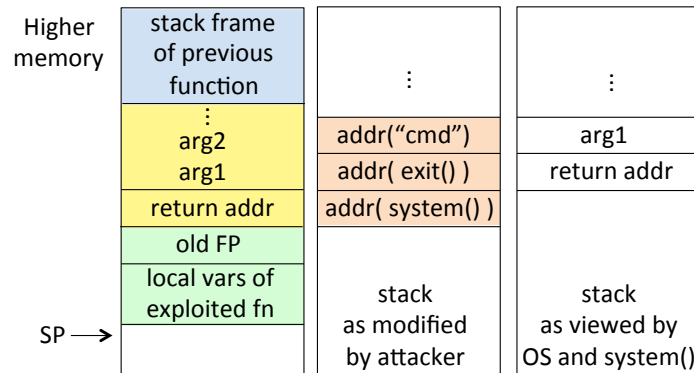 Higher
memory
stack frame
of previous
function
⋮
arg2
arg1
return addr
old FP
local vars of
exploited fn
SP
⋮
addr(“cmd”)
addr( exit() )
addr( system() )
stack
as modified
by attacker
⋮
arg1
return addr
stack
as viewed by
OS and system()